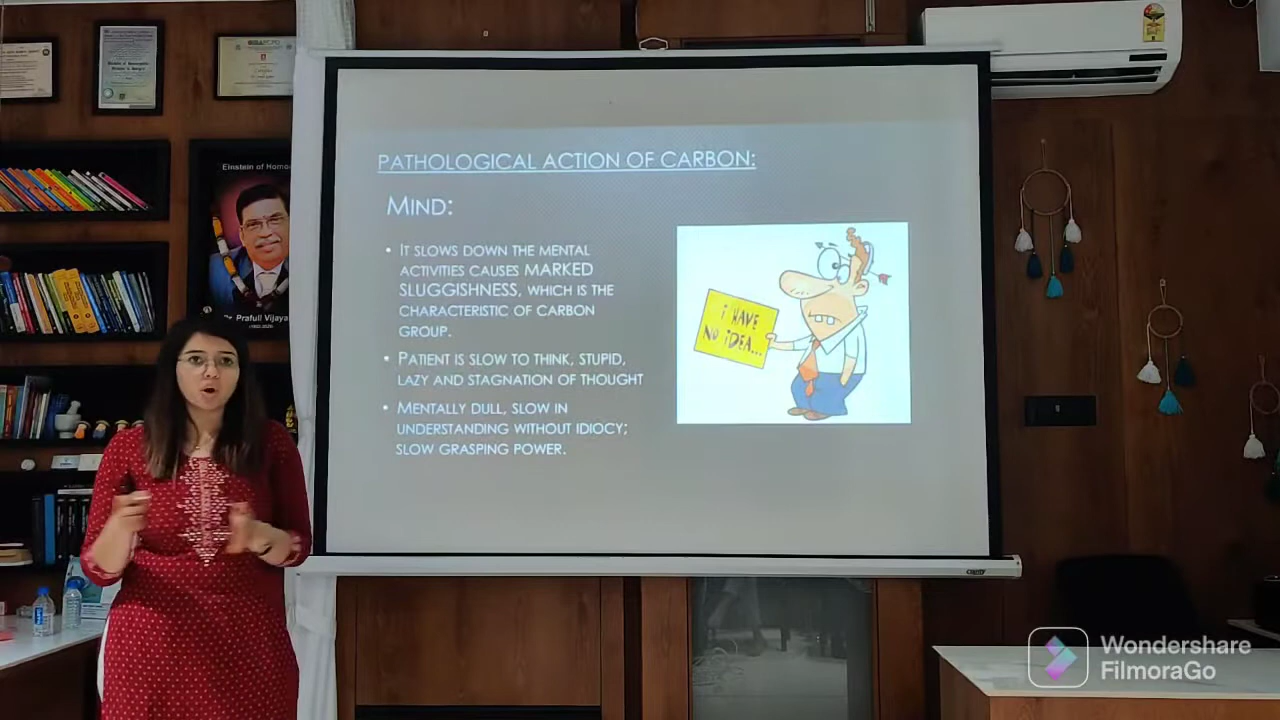 PATHOLOGICAL ACTION OF CARBON:
MIND:
• IT SLOWS DOWN THE MENTAL
ACTIVITIES CAUSES MARKED
SLUGGISHNESS, WHICH IS THE
CHARACTERISTIC OF CARBON
GROUP.
• PATIENT IS SLOW TO THINK, STUPID,
LAZY AND STAGNATION OF THOUGHT
• MENTALLY DULL, SLOW IN
UNDERSTANDING WITHOUT IDIOCY;
SLOW GRASPING POWER.
i HAVE
NO iDEA...
Einstein of Homoe
Dr. Prafull Vijaya
Wondershare
FilmoraGo